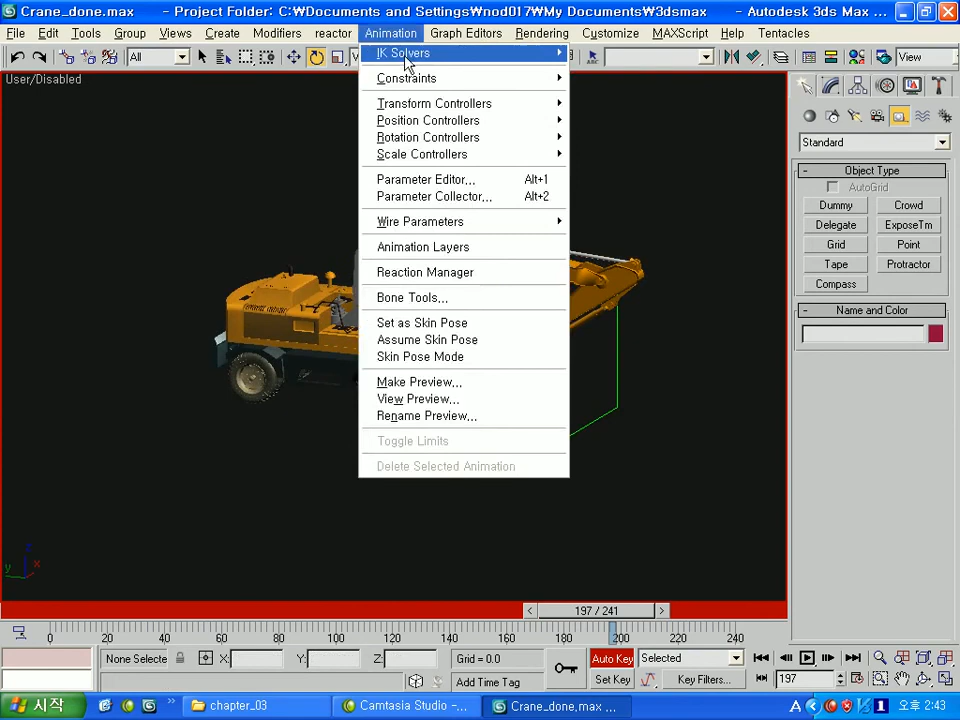 Crane_done.max - Project Folder: C:₩Documents and Settings₩nod017₩My Documents₩3dsmax - Autodesk 3ds Max ...
File Edit Tools Group Views Create Modifiers reactor Animation Graph Editors Rendering Customize MAXScript Help Tentacles
All View
User/Disabled
IK Solvers
Constraints
Transform Controllers
Position Controllers
Rotation Controllers
Scale Controllers
Parameter Editor... Alt+1
Parameter Collector... Alt+2
Wire Parameters
Animation Layers
Reaction Manager
Bone Tools...
Set as Skin Pose
Assume Skin Pose
Skin Pose Mode
Make Preview...
View Preview...
Rename Preview...
Toggle Limits
Delete Selected Animation
Standard
- Object Type
AutoGrid
Dummy Crowd
Delegate ExposeTm
Grid Point
Tape Protractor
Compass
- Name and Color
z
y x
< 197 / 241 >
0 20 40 60 80 100 120 140 160 180 200 220 240
None Selecte X: Y: Z: Grid = 0.0 Auto Key Selected
Add Time Tag Set Key Key Filters... 197
시작 chapter_03 Camtasia Studio - ... Crane_done,max ... A 오후 2:43